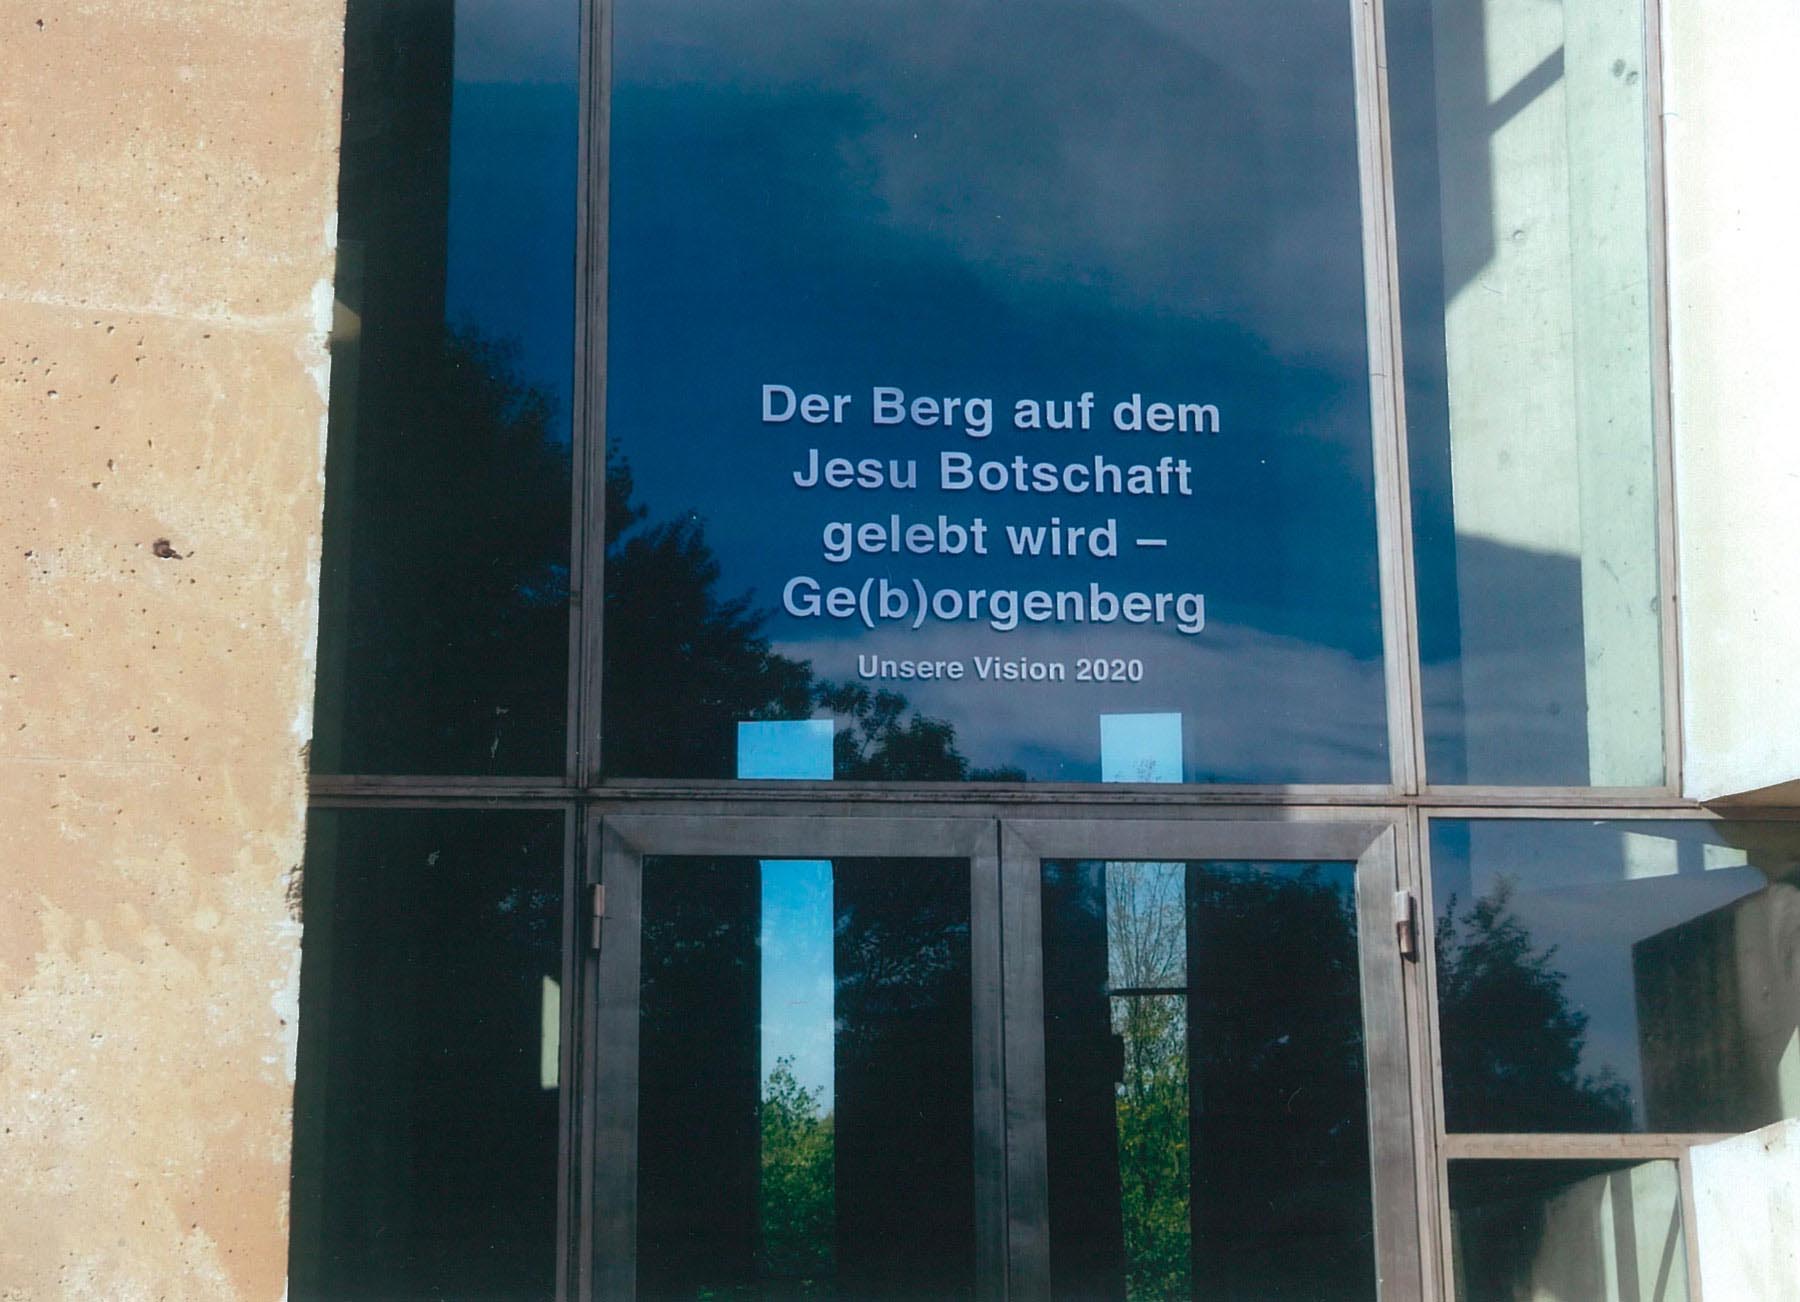 Der Berg auf dem
Jesu Botschaft
gelebt wird –
Ge(b)orgenberg
Unsere Vision 2020